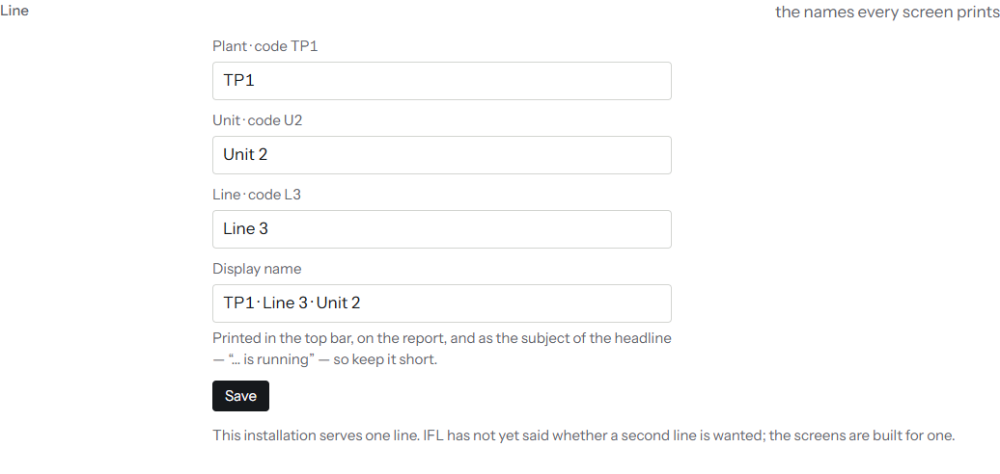 Line
the names every screen prints
Plant · code TP1
TP1
Unit · code U2
Unit 2
Line · code L3
Line 3
Display name
TP1 · Line 3 · Unit 2
Printed in the top bar, on the report, and as the subject of the headline
— “… is running” — so keep it short.
Save
This installation serves one line. IFL has not yet said whether a second line is wanted; the screens are built for one.